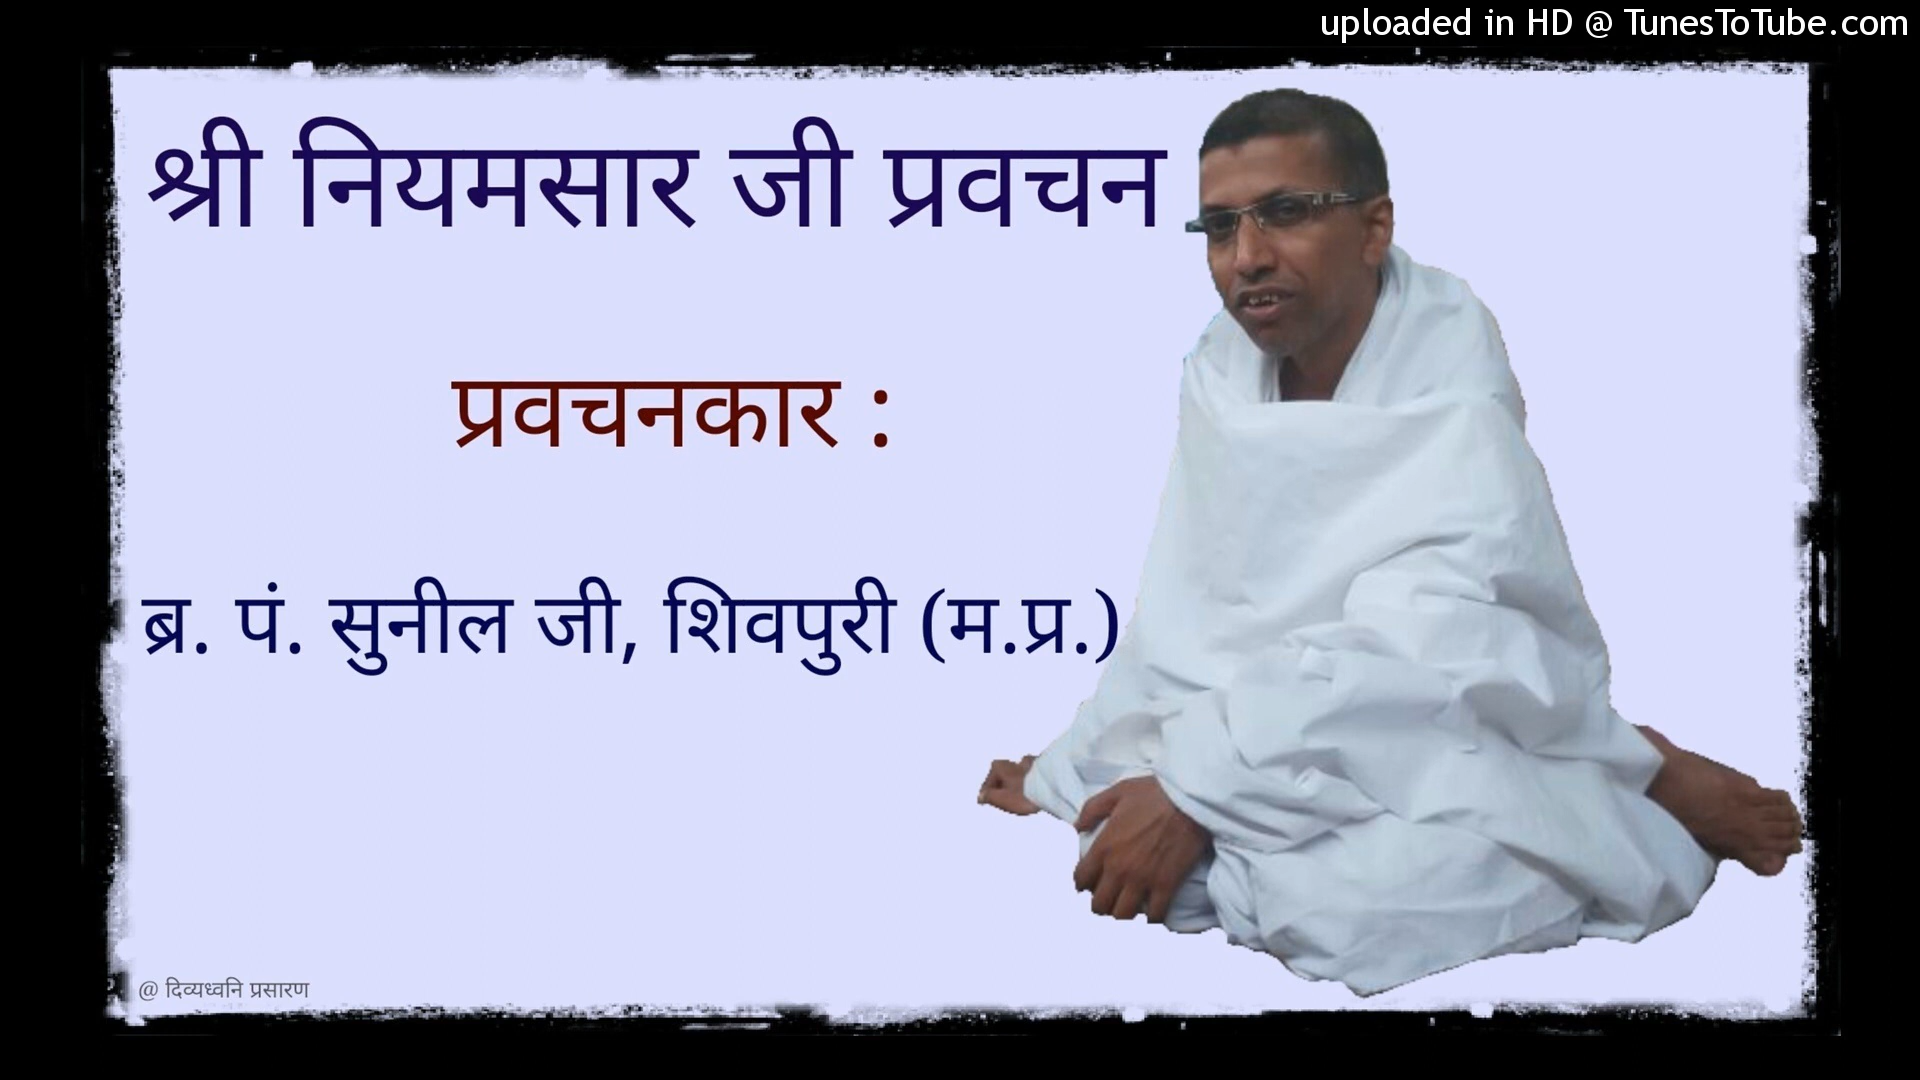 uploaded in HD @ TunesToTube.com
श्री नियमसार जी प्रवचन
प्रवचनकार :
ब्र. पं. सुनील जी, शिवपुरी (म.प्र.)
@ दिव्यध्वनि प्रसारण